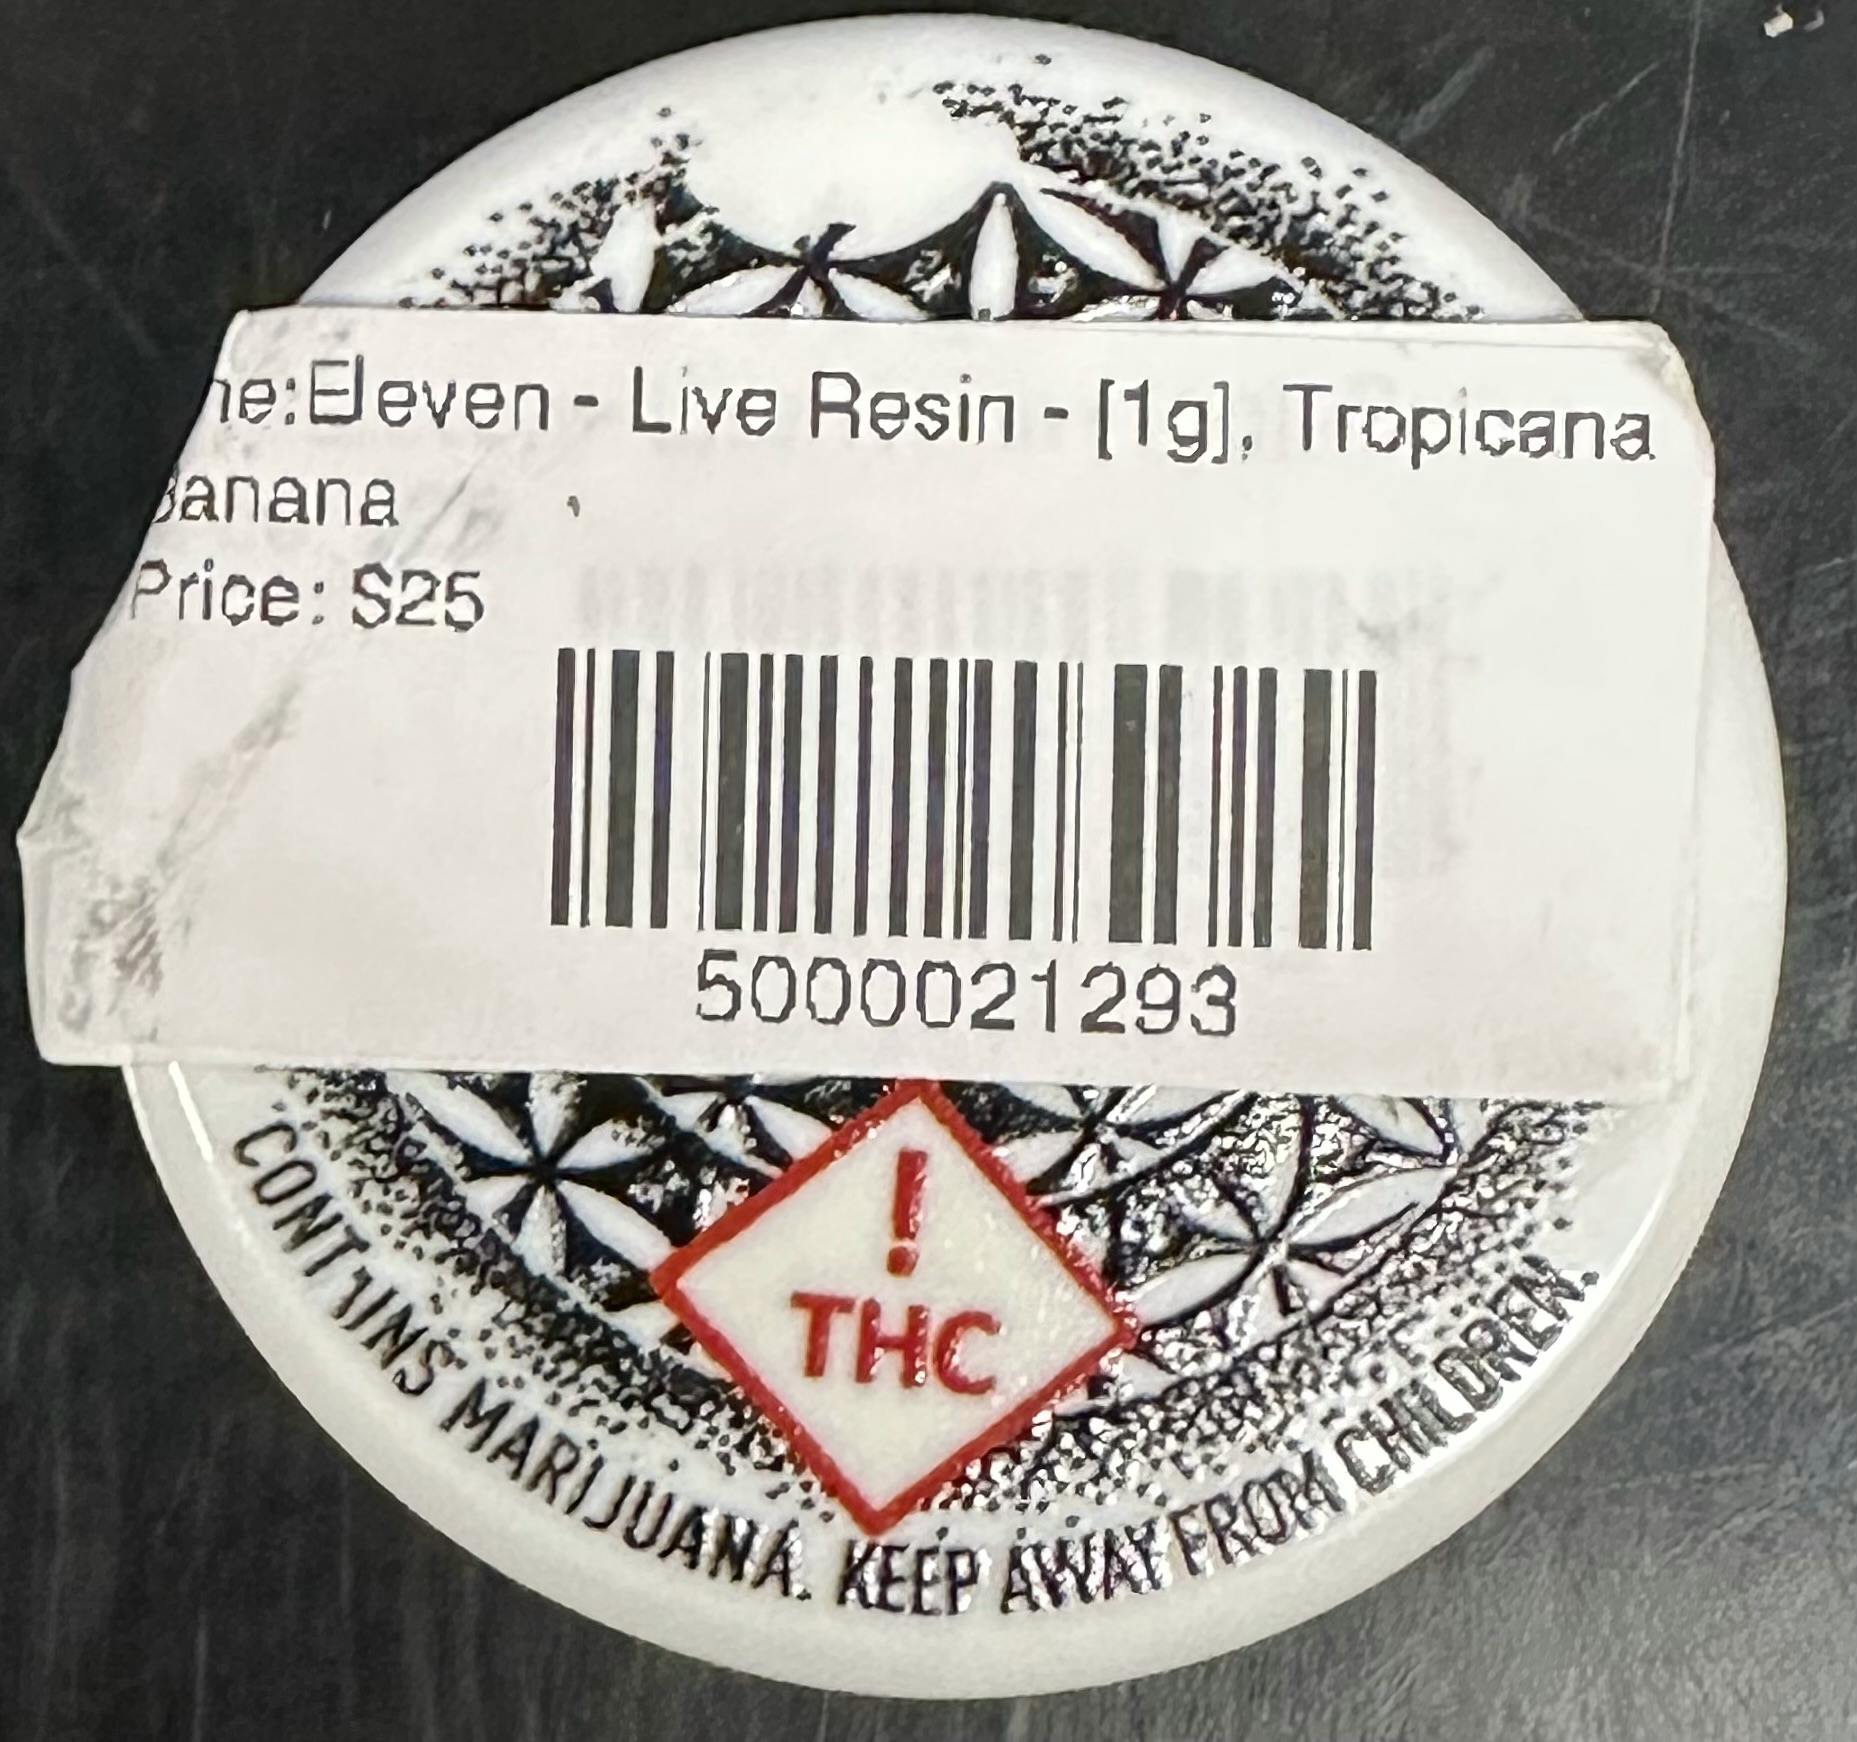 ne:Eleven - Live Resin - [1g], Tropicana
Banana
Price: $25
5000021293
!
THC
CONTAINS MARIJUANA. KEEP AWAY FROM CHILDREN.